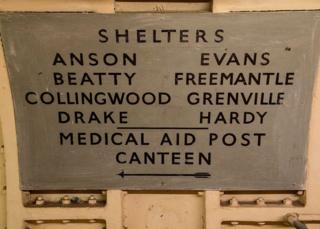 SHELTERS
ANSON EVANS
BEATTY FREEMANTLE
COLLINGWOOD GRENVILLE
DRAKE HARDY
MEDICAL AID POST
CANTEEN